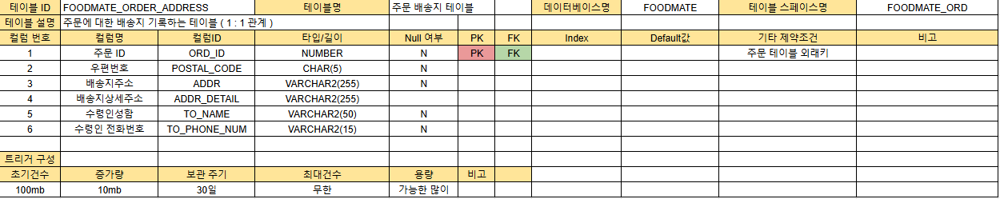 테이블 ID FOODMATE_ORDER_ADDRESS 테이블명 주문 배송지 테이블 데이터베이스명 FOODMATE 테이블 스페이스명 FOODMATE_ORD
테이블 설명 주문에 대한 배송지 기록하는 테이블 ( 1 : 1 관계 )
컬럼 번호 컬럼명 컬럼ID 타입/길이 Null 여부 PK FK Index Default값 기타 제약조건 비고
1 주문 ID ORD_ID NUMBER N PK FK 주문 테이블 외래키
2 우편번호 POSTAL_CODE CHAR(5) N
3 배송지주소 ADDR VARCHAR2(255) N
4 배송지상세주소 ADDR_DETAIL VARCHAR2(255)
5 수령인성함 TO_NAME VARCHAR2(50) N
6 수령인 전화번호 TO_PHONE_NUM VARCHAR2(15) N
트리거 구성
초기건수 증가량 보관 주기 최대건수 용량 비고
100mb 10mb 30일 무한 가능한 많이